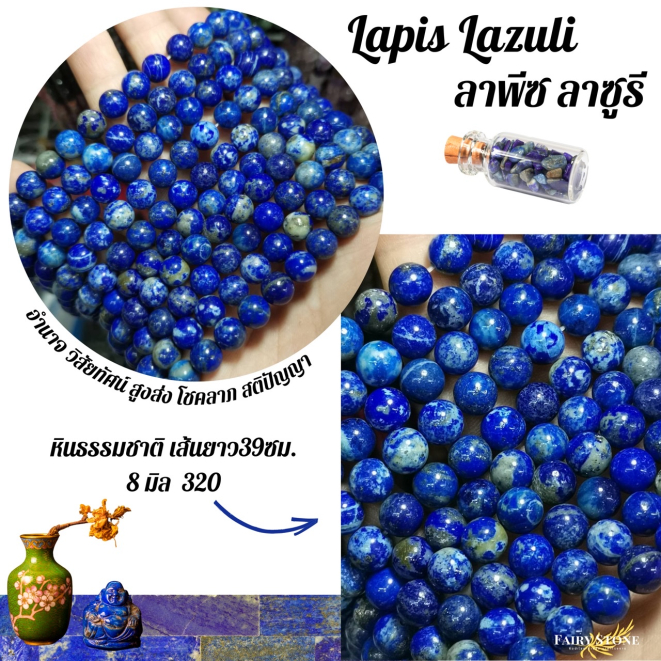 Lapis Lazuli
ลาพีซ ลาซูรี
อำนาจ วิสัยทัศน์ สูงส่ง โชคลาภ สติปัญญา
หินธรรมชาติ เส้นยาว39ซม.
8 มิล 320
FAIRY STONE